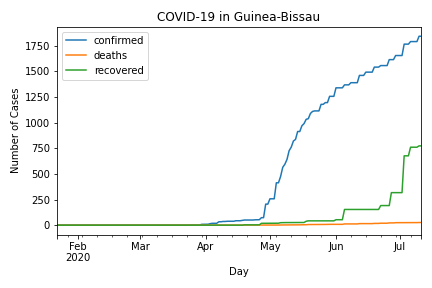 COVID-19 in Guinea-Bissau
confirmed
deaths
recovered
Number of Cases
1750
1500
1250
1000
750
500
250
0
Feb Mar Apr May Jun Jul
2020
Day